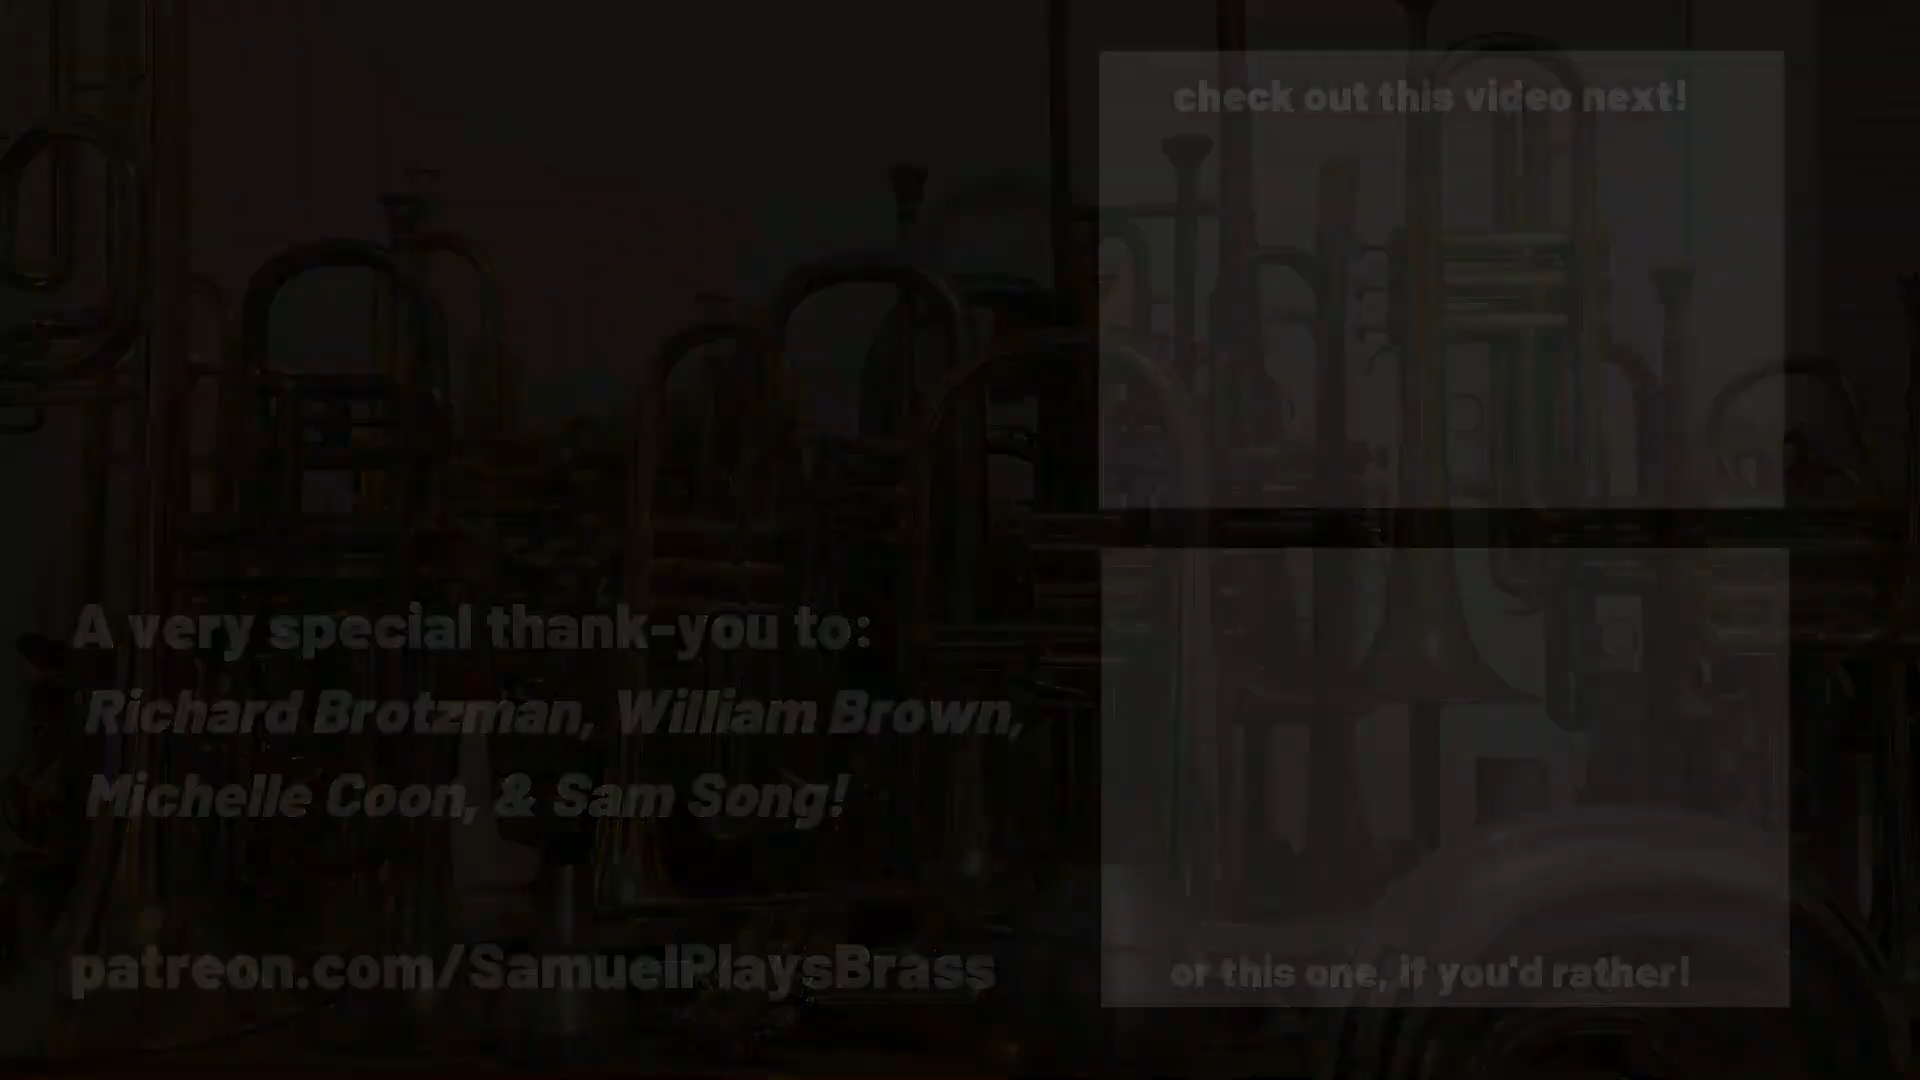 check out this video next!
A very special thank-you to:
Richard Brotzman, William Brown,
Michelle Coon, & Sam Song!
patreon.com/SamuelPlaysBrass
or this one, if you'd rather!